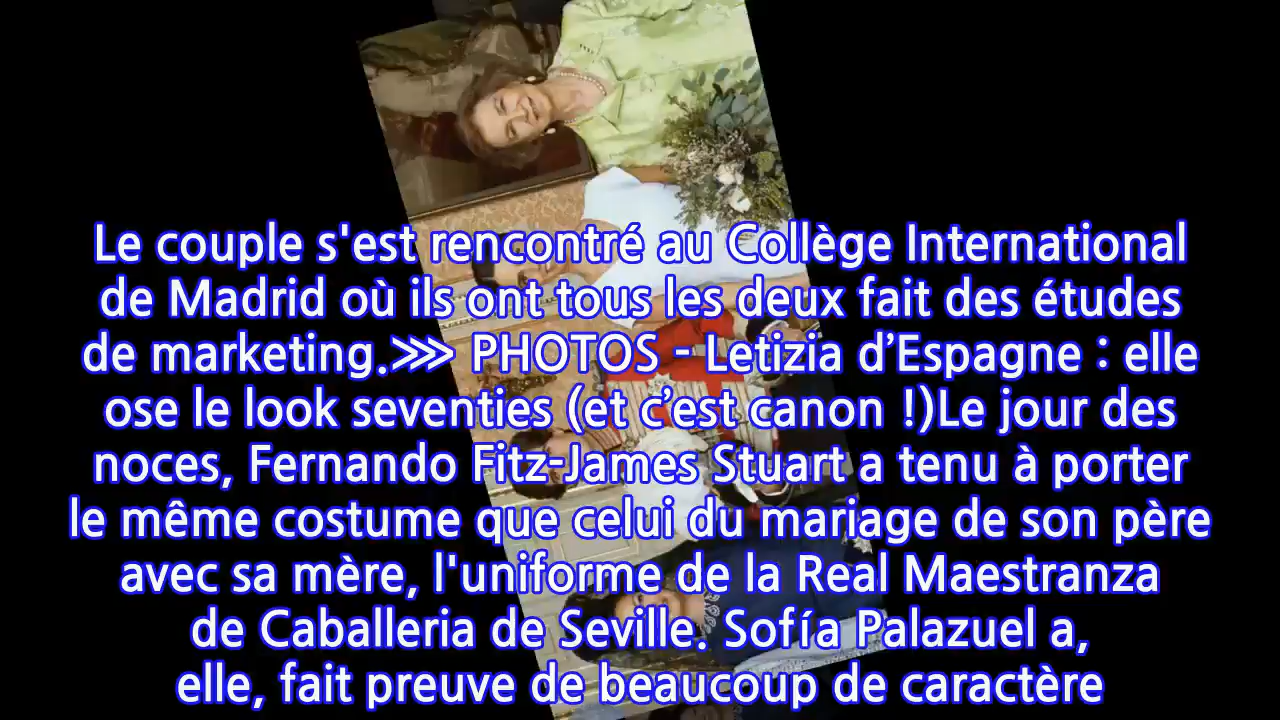 Le couple s'est rencontré au Collège International
de Madrid où ils ont tous les deux fait des études
de marketing.⋙ PHOTOS - Letizia d’Espagne : elle
ose le look seventies (et c’est canon !)Le jour des
noces, Fernando Fitz-James Stuart a tenu à porter
le même costume que celui du mariage de son père
avec sa mère, l'uniforme de la Real Maestranza
de Caballeria de Seville. Sofía Palazuel a,
elle, fait preuve de beaucoup de caractère